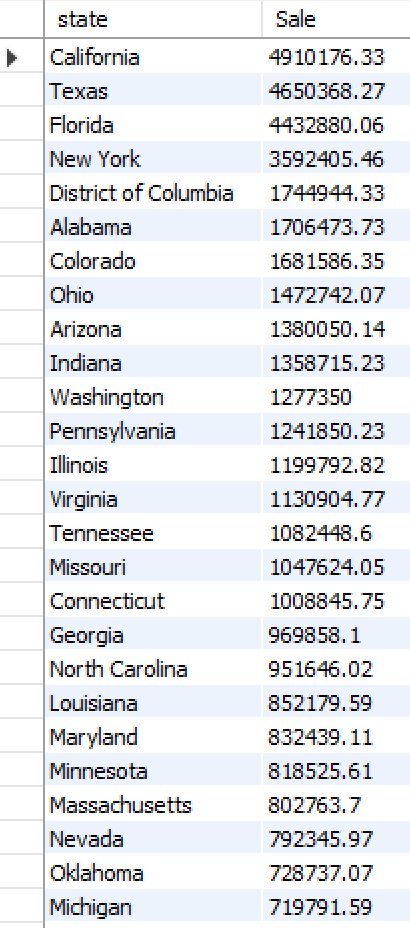 state Sale
California 4910176.33
Texas 4650368.27
Florida 4432880.06
New York 3592405.46
District of Columbia 1744944.33
Alabama 1706473.73
Colorado 1681586.35
Ohio 1472742.07
Arizona 1380050.14
Indiana 1358715.23
Washington 1277350
Pennsylvania 1241850.23
Illinois 1199792.82
Virginia 1130904.77
Tennessee 1082448.6
Missouri 1047624.05
Connecticut 1008845.75
Georgia 969858.1
North Carolina 951646.02
Louisiana 852179.59
Maryland 832439.11
Minnesota 818525.61
Massachusetts 802763.7
Nevada 792345.97
Oklahoma 728737.07
Michigan 719791.59